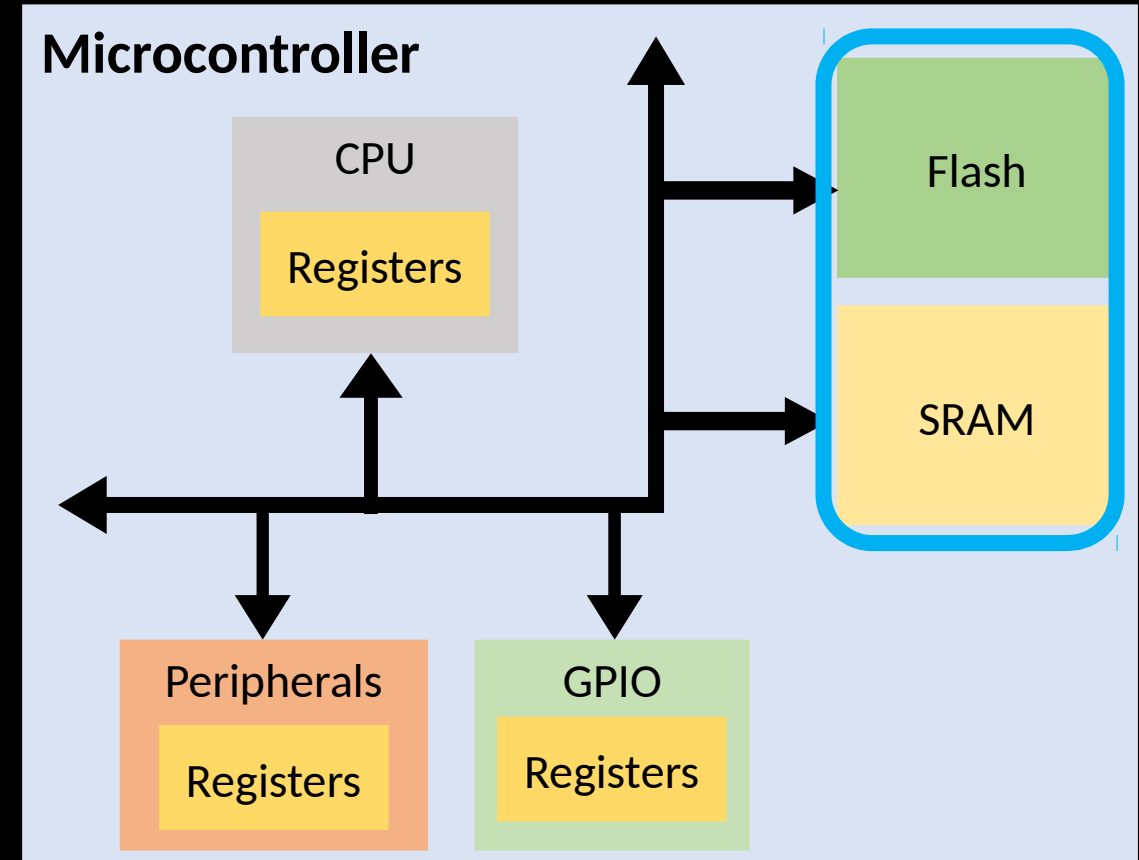 Microcontroller
CPU
Registers
Flash
SRAM
Peripherals
Registers
GPIO
Registers